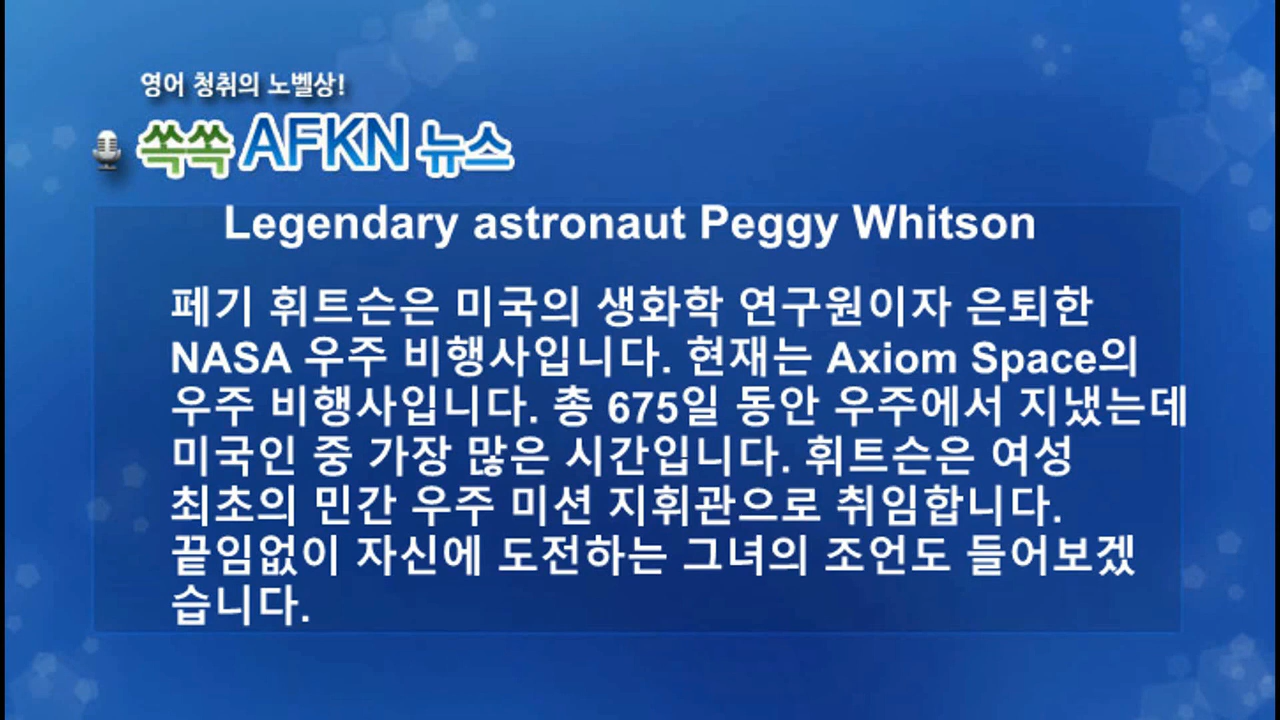 영어 청취의 노벨상!
쏙쏙 AFKN 뉴스
Legendary astronaut Peggy Whitson
페기 휘트슨은 미국의 생화학 연구원이자 은퇴한
NASA 우주 비행사입니다. 현재는 Axiom Space의
우주 비행사입니다. 총 675일 동안 우주에서 지냈는데
미국인 중 가장 많은 시간입니다. 휘트슨은 여성
최초의 민간 우주 미션 지휘관으로 취임합니다.
끝임없이 자신에 도전하는 그녀의 조언도 들어보겠
습니다.